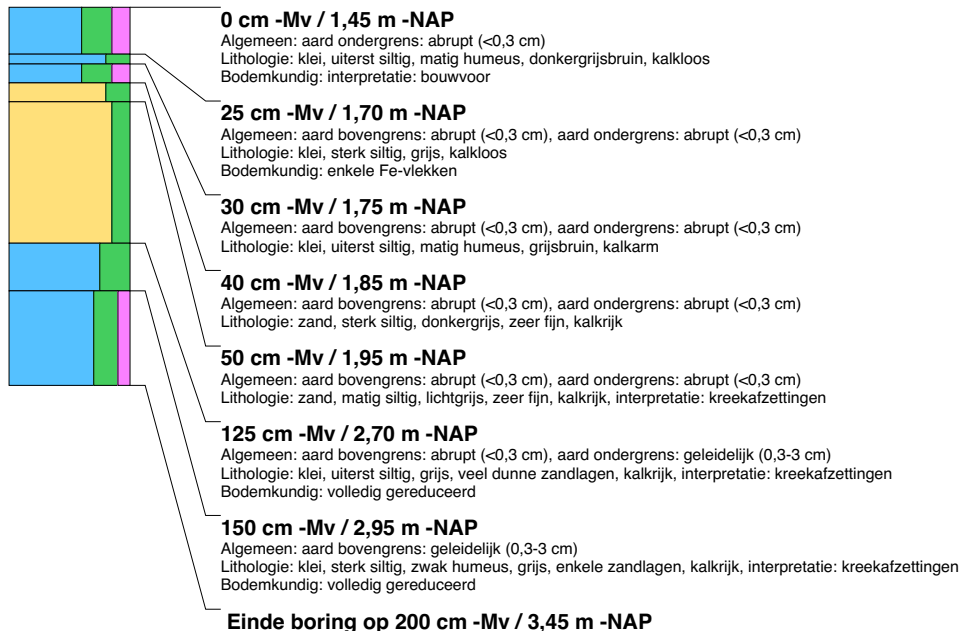 0 cm -Mv / 1,45 m -NAP
Algemeen: aard ondergrens: abrupt (<0,3 cm)
Lithologie: klei, uiterst siltig, matig humeus, donkergrijsbruin, kalkloos
Bodemkundig: interpretatie: bouwvoor
25 cm -Mv / 1,70 m -NAP
Algemeen: aard bovengrens: abrupt (<0,3 cm), aard ondergrens: abrupt (<0,3 cm)
Lithologie: klei, sterk siltig, grijs, kalkloos
Bodemkundig: enkele Fe-vlekken
30 cm -Mv / 1,75 m -NAP
Algemeen: aard bovengrens: abrupt (<0,3 cm), aard ondergrens: abrupt (<0,3 cm)
Lithologie: klei, uiterst siltig, matig humeus, grijsbruin, kalkarm
40 cm -Mv / 1,85 m -NAP
Algemeen: aard bovengrens: abrupt (<0,3 cm), aard ondergrens: abrupt (<0,3 cm)
Lithologie: zand, sterk siltig, donkergrijs, zeer fijn, kalkrijk
50 cm -Mv / 1,95 m -NAP
Algemeen: aard bovengrens: abrupt (<0,3 cm), aard ondergrens: abrupt (<0,3 cm)
Lithologie: zand, matig siltig, lichtgrijs, zeer fijn, kalkrijk, interpretatie: kreekafzettingen
125 cm -Mv / 2,70 m -NAP
Algemeen: aard bovengrens: abrupt (<0,3 cm), aard ondergrens: geleidelijk (0,3-3 cm)
Lithologie: klei, uiterst siltig, grijs, veel dunne zandlagen, kalkrijk, interpretatie: kreekafzettingen
Bodemkundig: volledig gereduceerd
150 cm -Mv / 2,95 m -NAP
Algemeen: aard bovengrens: geleidelijk (0,3-3 cm)
Lithologie: klei, sterk siltig, zwak humeus, grijs, enkele zandlagen, kalkrijk, interpretatie: kreekafzettingen
Bodemkundig: volledig gereduceerd
Einde boring op 200 cm -Mv / 3,45 m -NAP